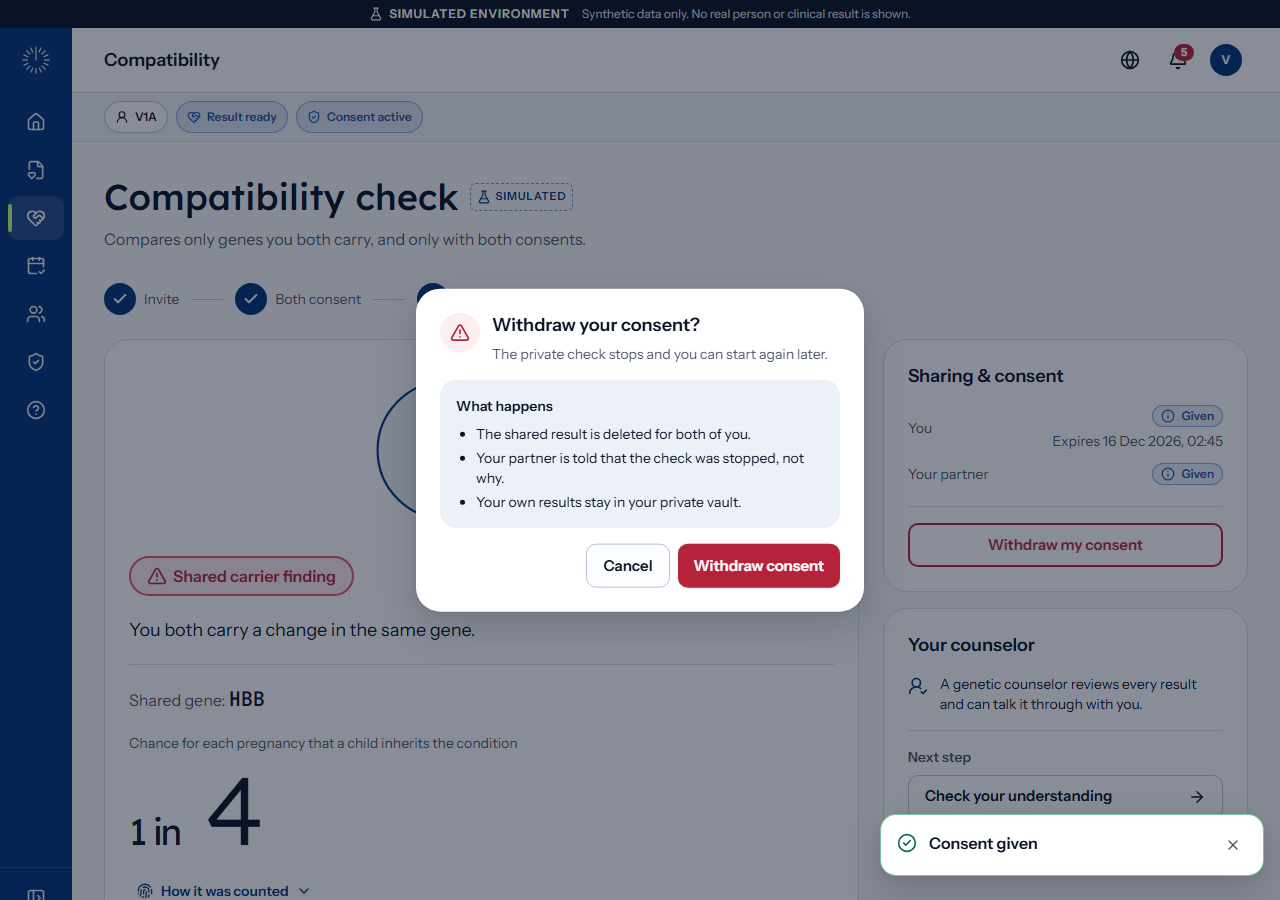 SIMULATED ENVIRONMENT Synthetic data only. No real person or clinical result is shown.
Compatibility
5
V
V1A
Result ready
Consent active
Compatibility check
SIMULATED
Compares only genes you both carry, and only with both consents.
Invite
Both consent
Withdraw your consent?
The private check stops and you can start again later.
What happens
The shared result is deleted for both of you.
Your partner is told that the check was stopped, not
why.
Your own results stay in your private vault.
Cancel
Withdraw consent
Shared carrier finding
You both carry a change in the same gene.
Shared gene: HBB
Chance for each pregnancy that a child inherits the condition
1 in 4
How it was counted
Sharing & consent
You
Given
Expires 16 Dec 2026, 02:45
Your partner
Given
Withdraw my consent
Your counselor
A genetic counselor reviews every result
and can talk it through with you.
Next step
Check your understanding
Consent given